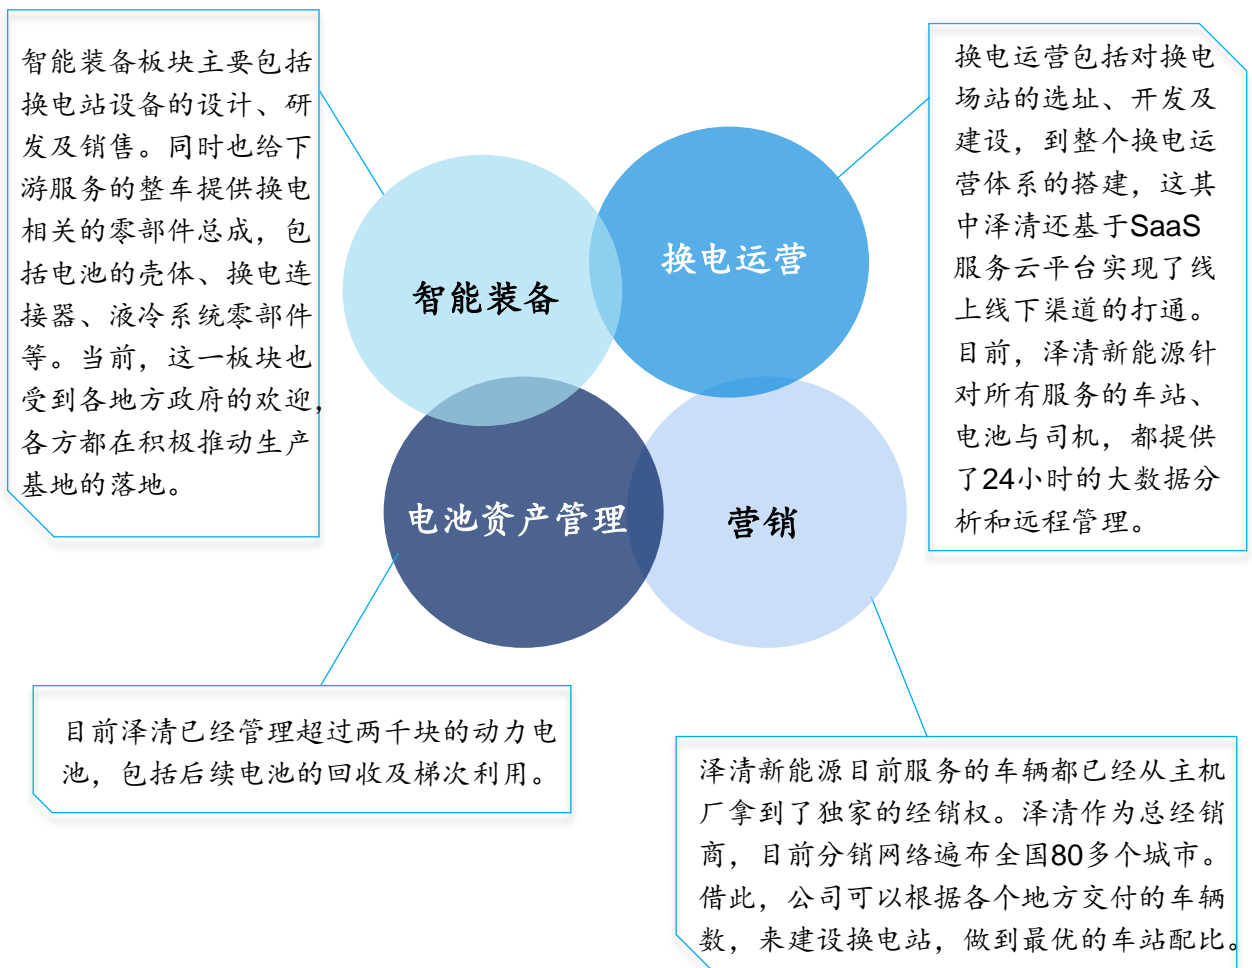 智能装备板块主要包括
换电站设备的设计、研
发及销售。同时也给下
游服务的整车提供换电
相关的零部件总成，包
括电池的壳体、换电连
接器、液冷系统零部件
等。当前，这一板块也
受到各地方政府的欢迎，
各方都在积极推动生产
基地的落地。
换电运营包括对换电
场站的选址、开发及
建设，到整个换电运
营体系的搭建，这其
中泽清还基于SaaS
服务云平台实现了线
上线下渠道的打通。
目前，泽清新能源针
对所有服务的车站、
电池与司机，都提供
了24小时的大数据分
析和远程管理。
智能装备
换电运营
电池资产管理
营销
目前泽清已经管理超过两千块的动力电
池，包括后续电池的回收及梯次利用。
泽清新能源目前服务的车辆都已经从主机
厂拿到了独家的经销权。泽清作为总经销
商，目前分销网络遍布全国80多个城市。
借此，公司可以根据各个地方交付的车辆
数，来建设换电站，做到最优的车站配比。